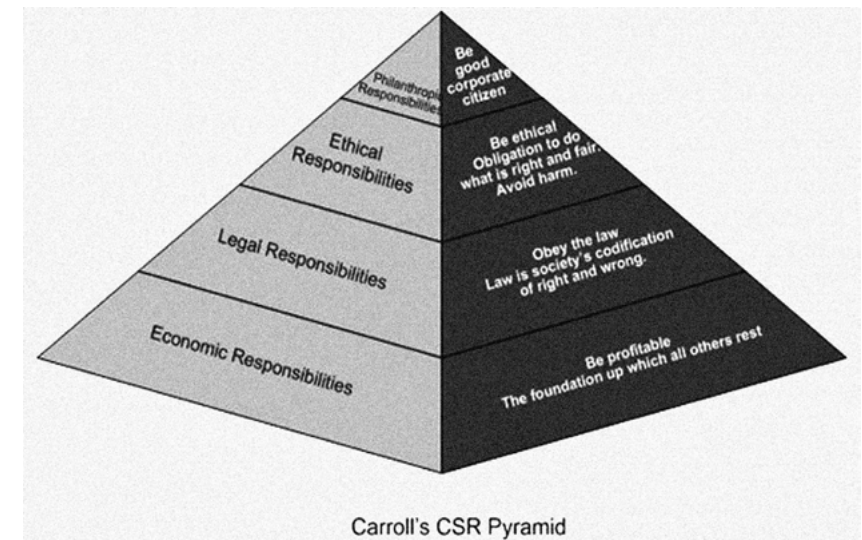 Philanthropic
Responsibilities
Be
good
corporate
citizen
Ethical
Responsibilities
Be ethical
Obligation to do
what is right and fair.
Avoid harm.
Legal Responsibilities
Obey the law
Law is society's codification
of right and wrong.
Economic Responsibilities
Be profitable
The foundation up which all others rest
Carroll's CSR Pyramid